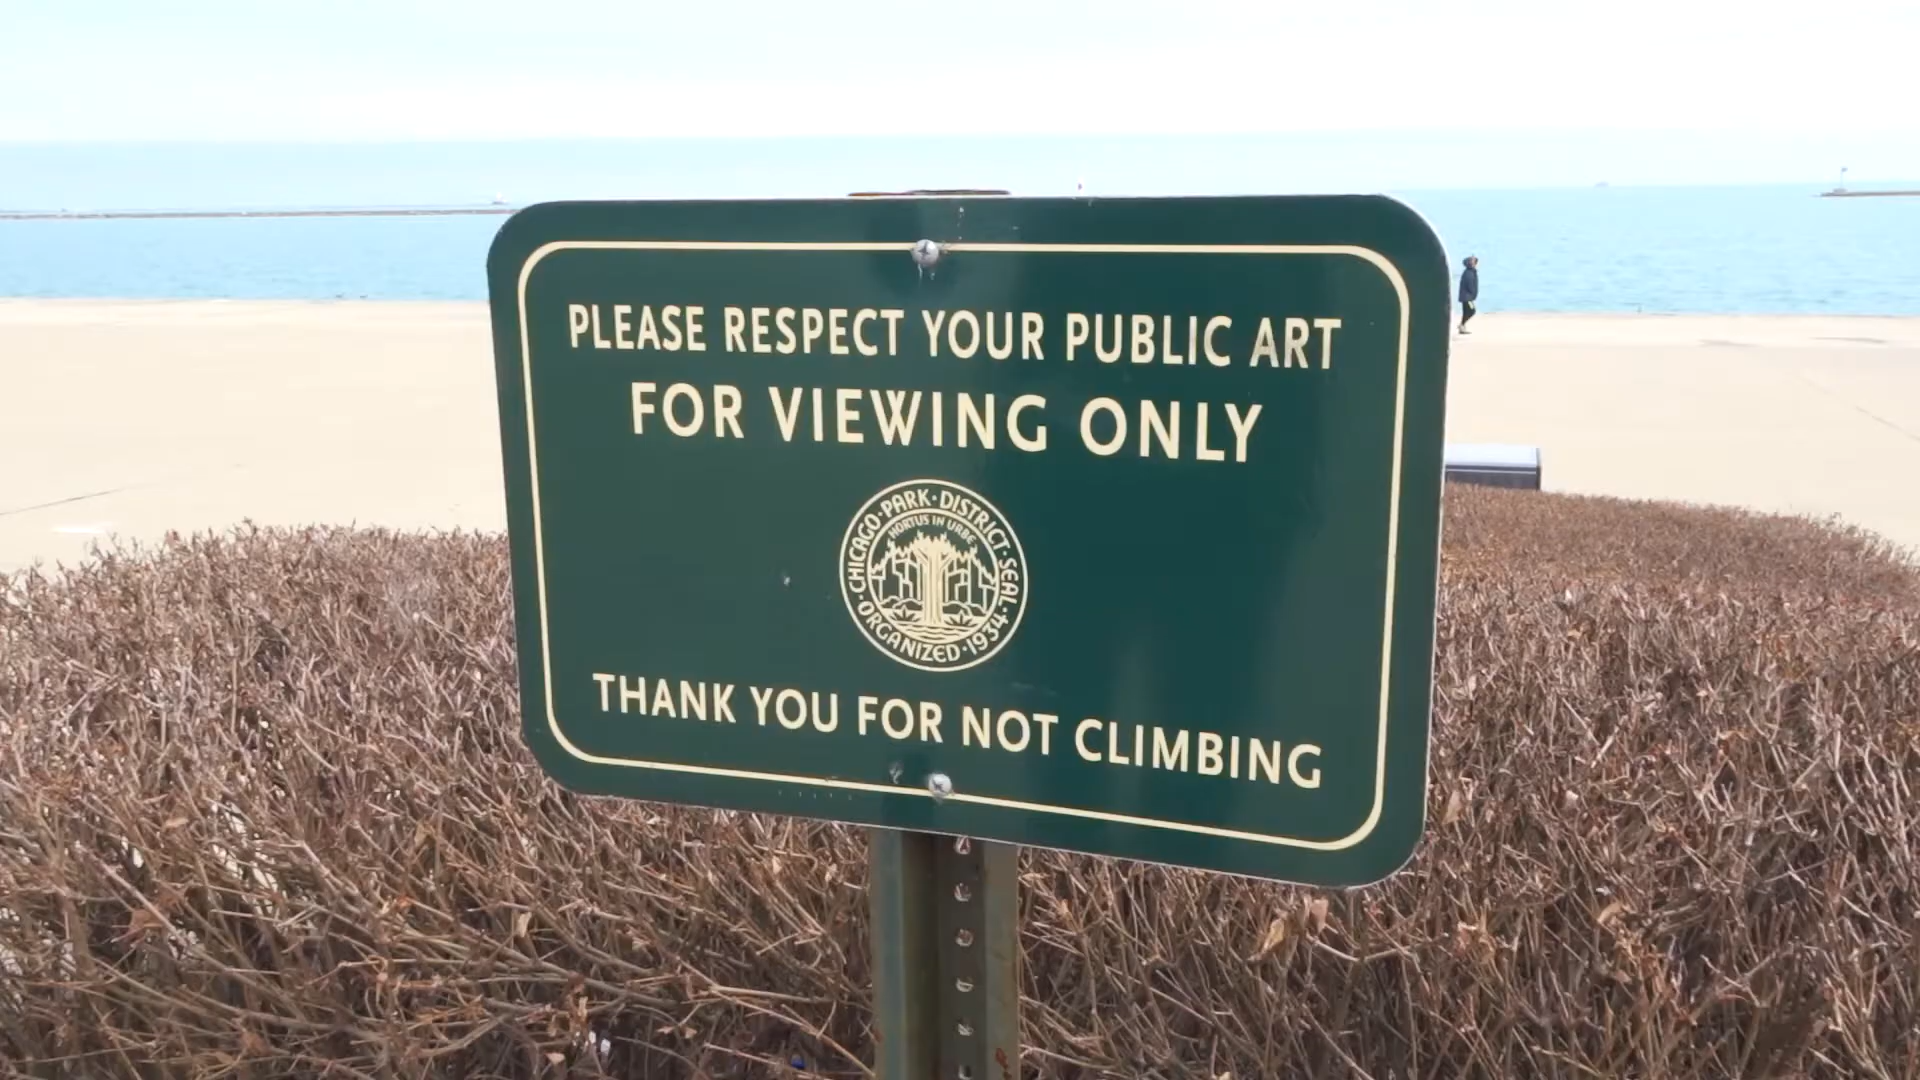 PLEASE RESPECT YOUR PUBLIC ART
FOR VIEWING ONLY
CHICAGO·PARK·DISTRICT·SEAL·
HORTUS IN URBE
·ORGANIZED·1934·
THANK YOU FOR NOT CLIMBING